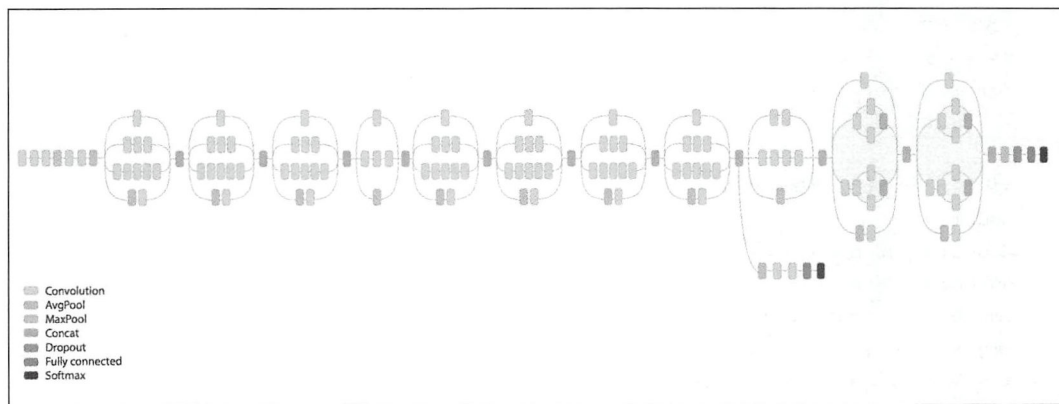 Convolution
AvgPool
MaxPool
Concat
Dropout
Fully connected
Softmax